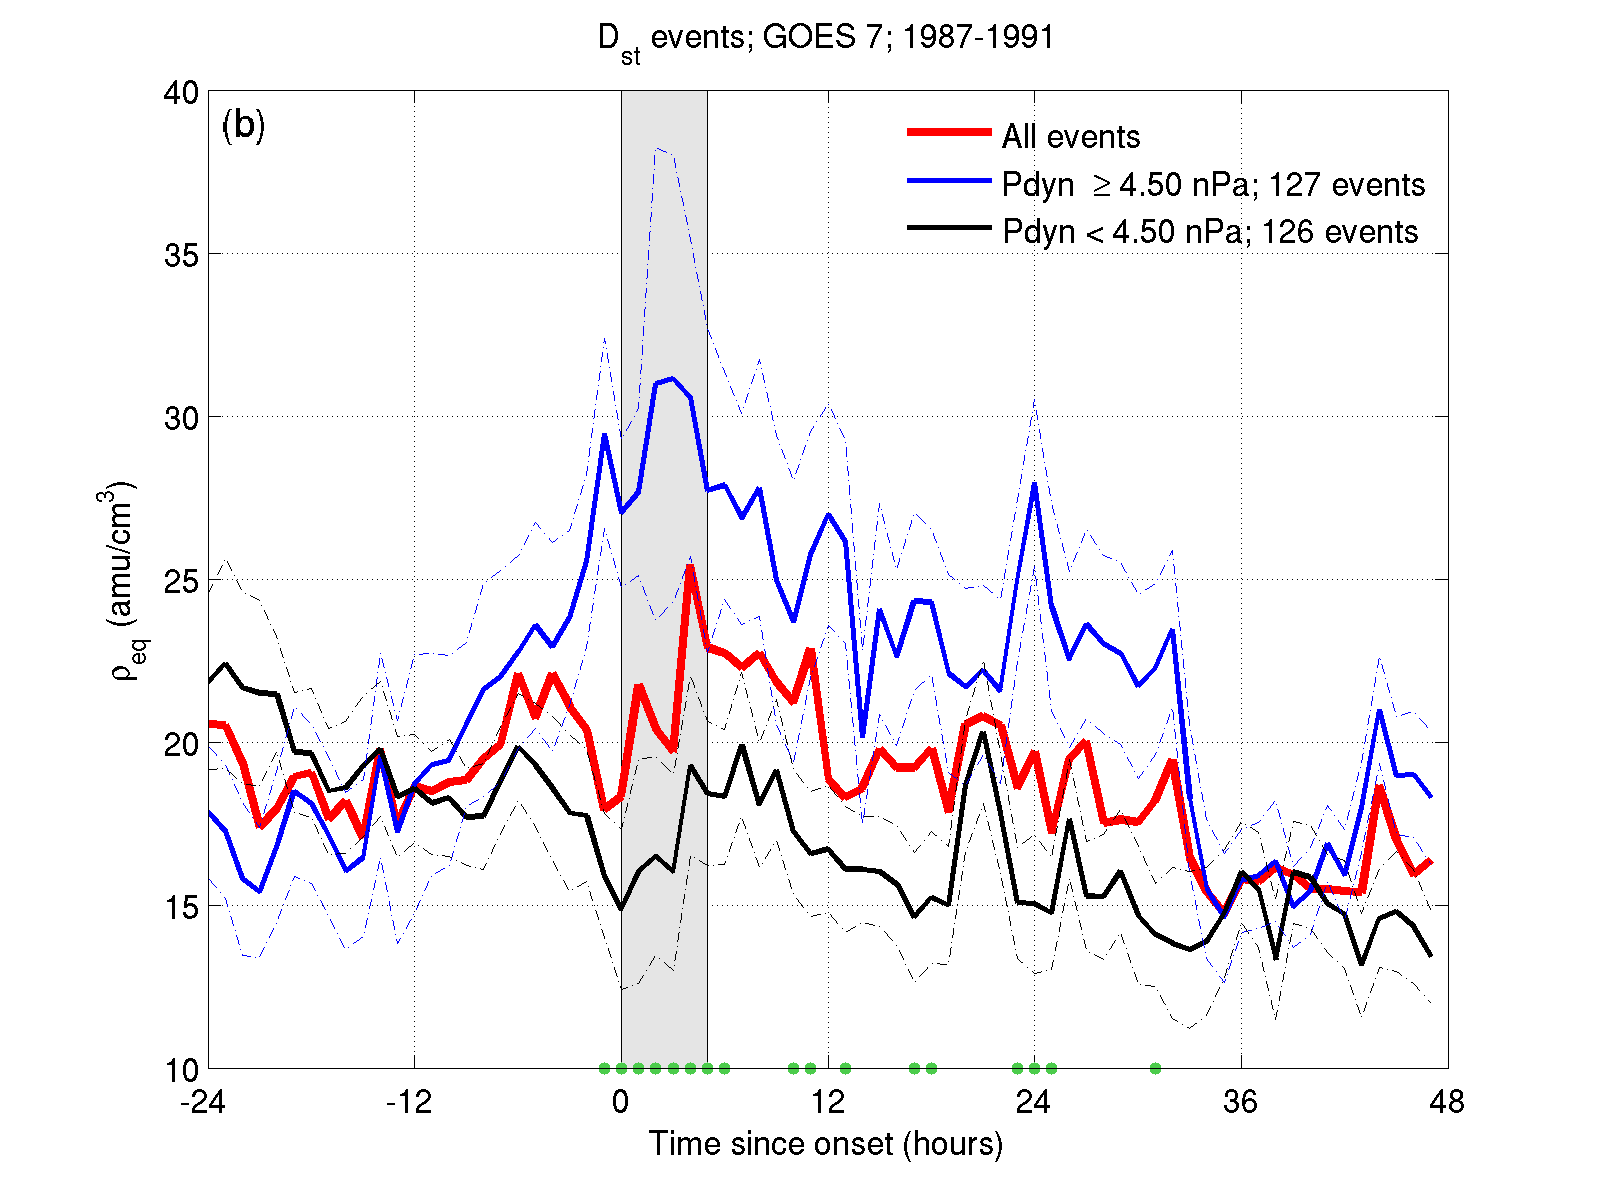 Dst events; GOES 7; 1987-1991
(b)
All events
Pdyn ≥ 4.50 nPa; 127 events
Pdyn < 4.50 nPa; 126 events
40
35
30
25
20
15
10
ρeq (amu/cm3)
-24 -12 0 12 24 36 48
Time since onset (hours)